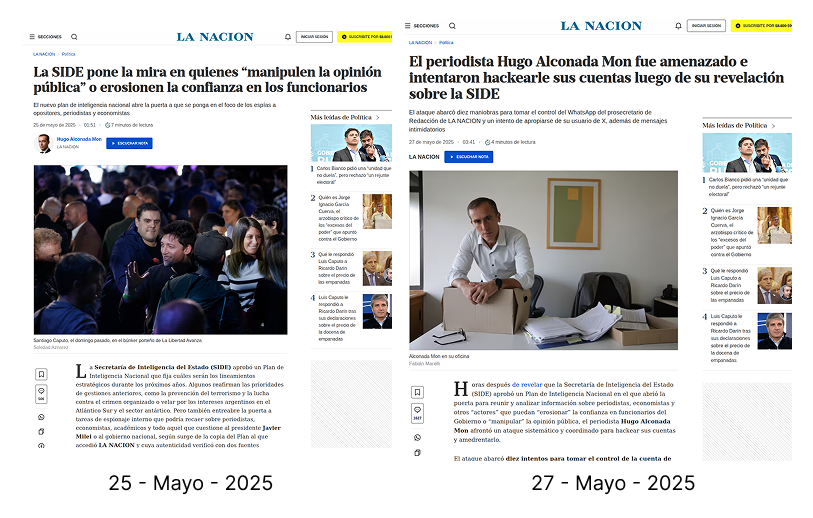 SECCIONES
LA NACION
INICIAR SESIÓN
LA NACION > Política
La SIDE pone la mira en quienes “manipulen la opinión
pública” o erosionen la confianza en los funcionarios
El nuevo plan de inteligencia nacional abre la puerta a que se ponga en el foco de los espías a
opositores, periodistas y economistas
25 de mayo de 2025 · 01:51 · 7 minutos de lectura
Hugo Alconada Mon
LA NACION
ESCUCHAR NOTA
Santiago Caputo, el domingo pasado, en el búnker porteño de La Libertad Avanza
La Secretaría de Inteligencia del Estado (SIDE) aprobó un Plan de
Inteligencia Nacional que fija cuáles serán los lineamientos
estratégicos durante los próximos años. Algunos reafirman las prioridades
de gestiones anteriores, como la prevención del terrorismo y la lucha
contra el crimen organizado o velar por los intereses argentinos en el
Atlántico Sur y el sector antártico. Pero también entreabre la puerta a
tareas de espionaje interno que podría recaer sobre periodistas,
economistas, académicos y todo aquel que cuestione al presidente Javier
Milei o al gobierno nacional, según surge de la copia del Plan al que
accedió LA NACION y cuya autenticidad verificó con dos fuentes
Más leídas de Política >
1 Carlos Bianco pidió una “unidad que
no duela”, pero rechazó “un rejunte
electoral”
2 Quién es Jorge
Ignacio García
Cuerva, el
arzobispo crítico de
los “excesos del
poder” que apuntó
contra el Gobierno
3 Qué le respondió
Luis Caputo a
Ricardo Darín
sobre el precio de
las empanadas
4 Luis Caputo le
respondió a
Ricardo Darín tras
sus declaraciones
sobre el precio de
la docena de
empanadas
25 - Mayo - 2025
SECCIONES
LA NACION
INICIAR SESIÓN
LA NACION > Política
El periodista Hugo Alconada Mon fue amenazado e
intentaron hackearle sus cuentas luego de su revelación
sobre la SIDE
El ataque abarcó diez maniobras para tomar el control del WhatsApp del prosecretario de
Redacción de LA NACION y un intento de apropiarse de su usuario de X, además de mensajes
intimidatorios
27 de mayo de 2025 · 03:41 · 4 minutos de lectura
LA NACION
ESCUCHAR NOTA
Alconada Mon en su oficina
Fabián Marelli
Horas después de revelar que la Secretaría de Inteligencia del Estado
(SIDE) aprobó un Plan de Inteligencia Nacional en el que abrió la
puerta para reunir y analizar información sobre periodistas, economistas y
otros “actores” que puedan “erosionar” la confianza en funcionarios del
Gobierno o “manipular” la opinión pública, el periodista Hugo Alconada
Mon afrontó un ataque sistemático y coordinado para hackear sus cuentas
y amedrentarlo.
El ataque abarcó diez intentos para tomar el control de la cuenta de
Más leídas de Política >
1 Carlos Bianco pidió una “unidad que
no duela”, pero rechazó “un rejunte
electoral”
2 Quién es Jorge
Ignacio García
Cuerva, el
arzobispo crítico de
los “excesos del
poder” que apuntó
contra el Gobierno
3 Qué le respondió
Luis Caputo a
Ricardo Darín
sobre el precio de
las empanadas
4 Luis Caputo le
respondió a
Ricardo Darín tras
sus declaraciones
sobre el precio de
la docena de
empanadas
27 - Mayo - 2025